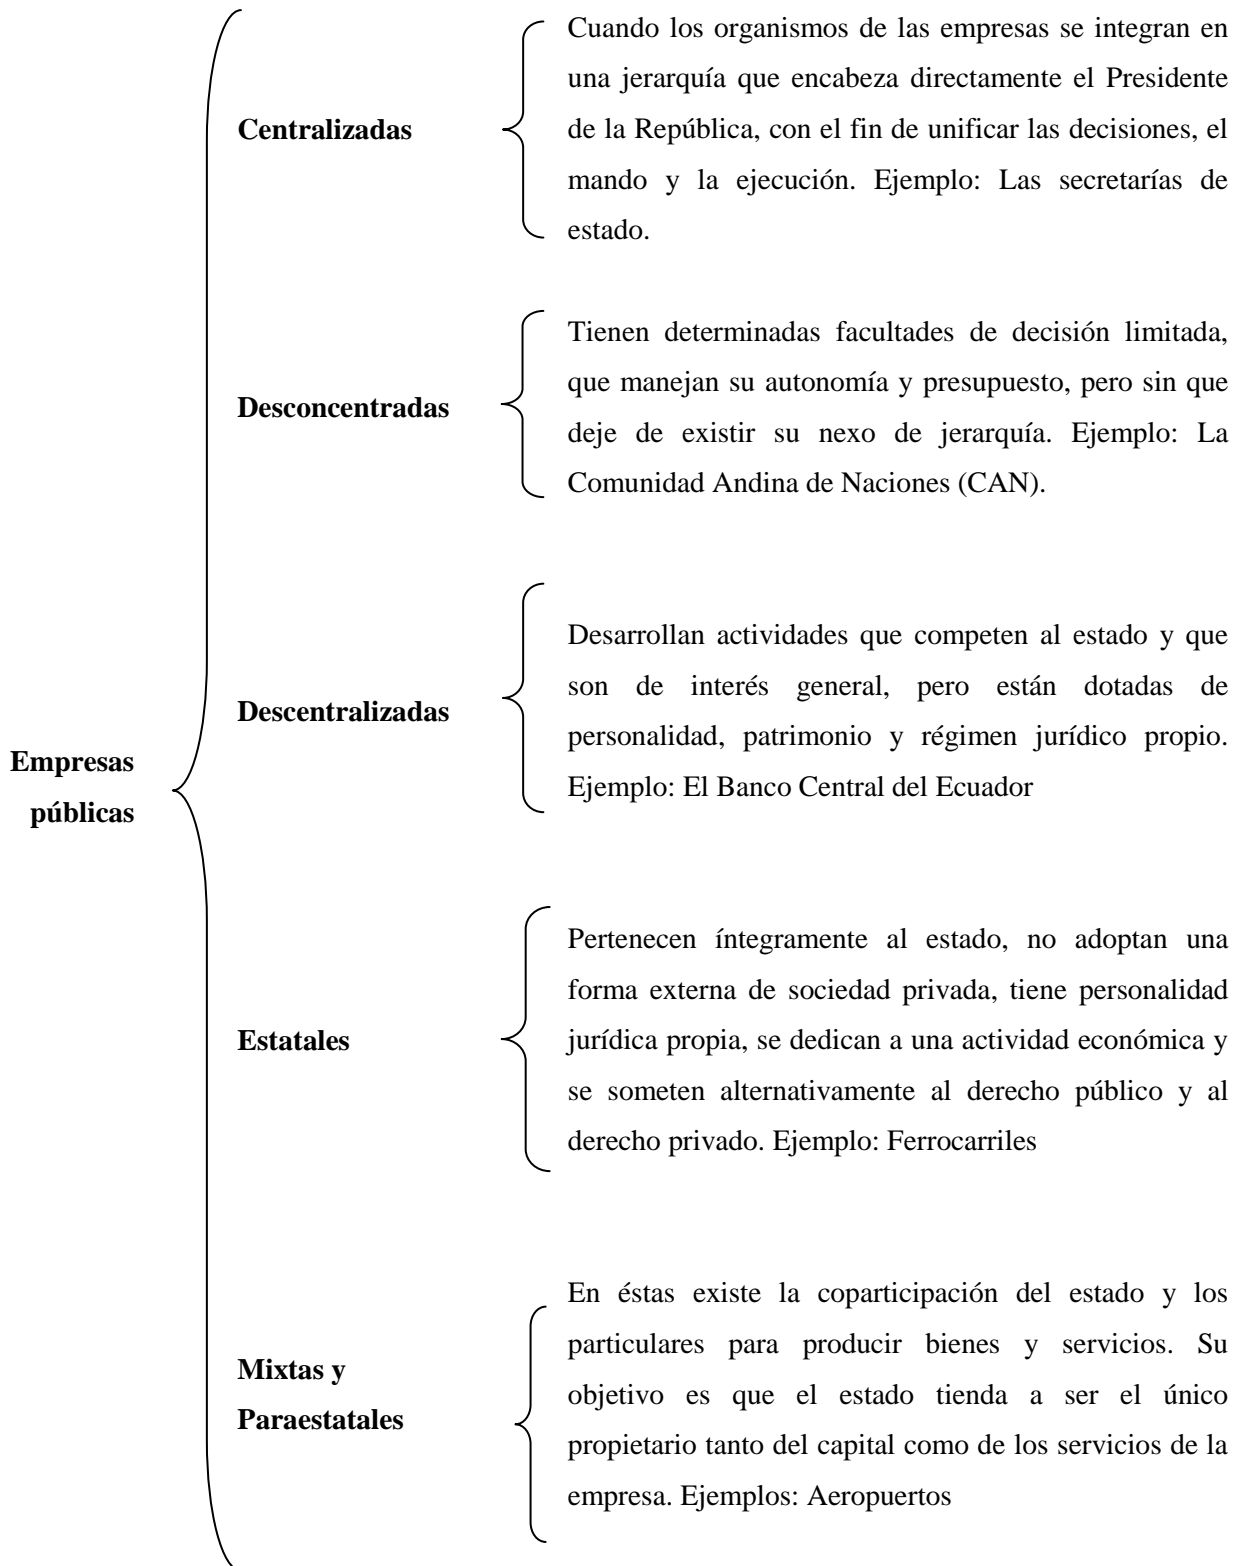 Cuando los organismos de las empresas se integran en
una jerarquía que encabeza directamente el Presidente
Centralizadas
de la República, con el fin de unificar las decisiones, el
mando y la ejecución. Ejemplo: Las secretarías de
estado.
Tienen determinadas facultades de decisión limitada,
que manejan su autonomía y presupuesto, pero sin que
Desconcentradas
deje de existir su nexo de jerarquía. Ejemplo: La
Comunidad Andina de Naciones (CAN).
Desarrollan actividades que competen al estado y que
son de interés general, pero están dotadas de
Descentralizadas
personalidad, patrimonio y régimen jurídico propio.
Ejemplo: El Banco Central del Ecuador
Empresas
públicas
Pertenecen íntegramente al estado, no adoptan una
forma externa de sociedad privada, tiene personalidad
Estatales
jurídica propia, se dedican a una actividad económica y
se someten alternativamente al derecho público y al
derecho privado. Ejemplo: Ferrocarriles
En éstas existe la coparticipación del estado y los
particulares para producir bienes y servicios. Su
Mixtas y
Paraestatales
objetivo es que el estado tienda a ser el único
propietario tanto del capital como de los servicios de la
empresa. Ejemplos: Aeropuertos